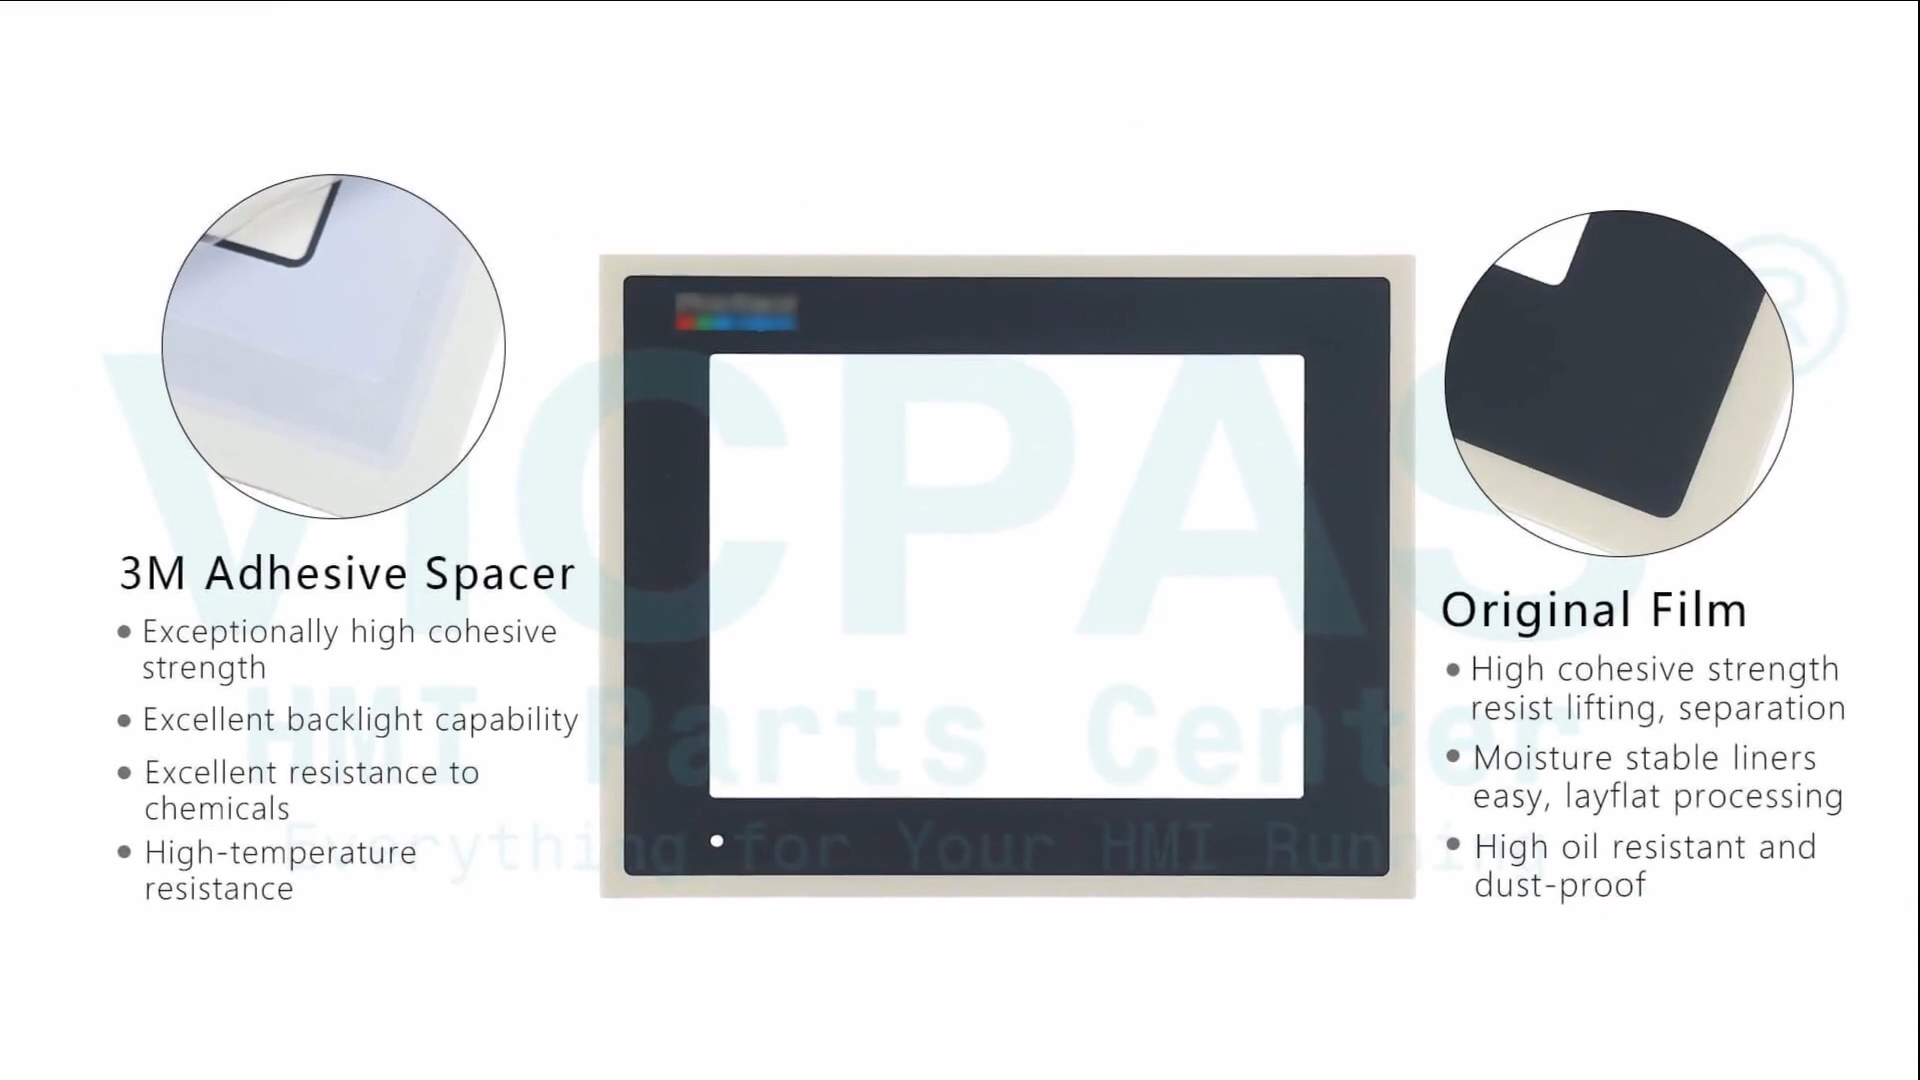 VICPAS®
HMI Parts Center
Everything for Your HMI Running
3M Adhesive Spacer
Exceptionally high cohesive
strength
Excellent backlight capability
Excellent resistance to
chemicals
High-temperature
resistance
Original Film
High cohesive strength
resist lifting, separation
Moisture stable liners
easy, layflat processing
High oil resistant and
dust-proof